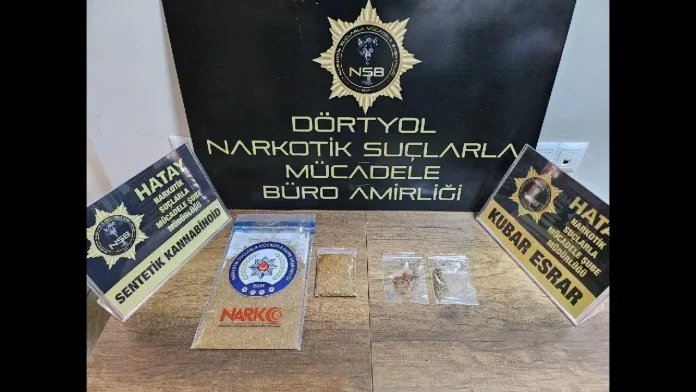 NSB
DÖRTYOL
NARKOTİK SUÇLARLA
MÜCADELE
BÜRO AMİRLİĞİ
HATAY
NARKOTİK
SUÇLARLA
MÜCADELE ŞUBE
MÜDÜRLÜĞÜ
NSB
SENTETİK KANNABİNOİD
NARKO
HATAY
NARKOTİK
SUÇLARLA
MÜCADELE ŞUBE
MÜDÜRLÜĞÜ
KUBAR ESRAR